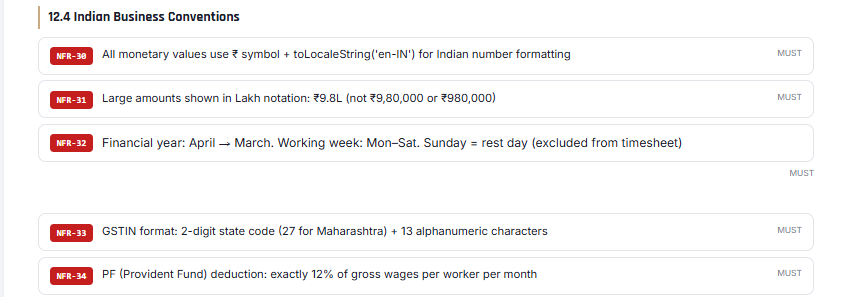 12.4 Indian Business Conventions
NFR-30 All monetary values use ₹ symbol + toLocaleString('en-IN') for Indian number formatting MUST
NFR-31 Large amounts shown in Lakh notation: ₹9.8L (not ₹9,80,000 or ₹980,000) MUST
NFR-32 Financial year: April → March. Working week: Mon–Sat. Sunday = rest day (excluded from timesheet)
MUST
NFR-33 GSTIN format: 2-digit state code (27 for Maharashtra) + 13 alphanumeric characters MUST
NFR-34 PF (Provident Fund) deduction: exactly 12% of gross wages per worker per month MUST